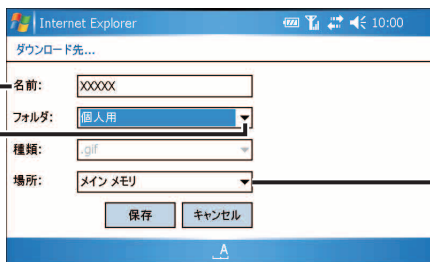 Internet Explorer 10:00
ダウンロード先...
名前: XXXXX
フォルダ: 個人用
種類: .gif
場所: メイン メモリ
保存 キャンセル
A